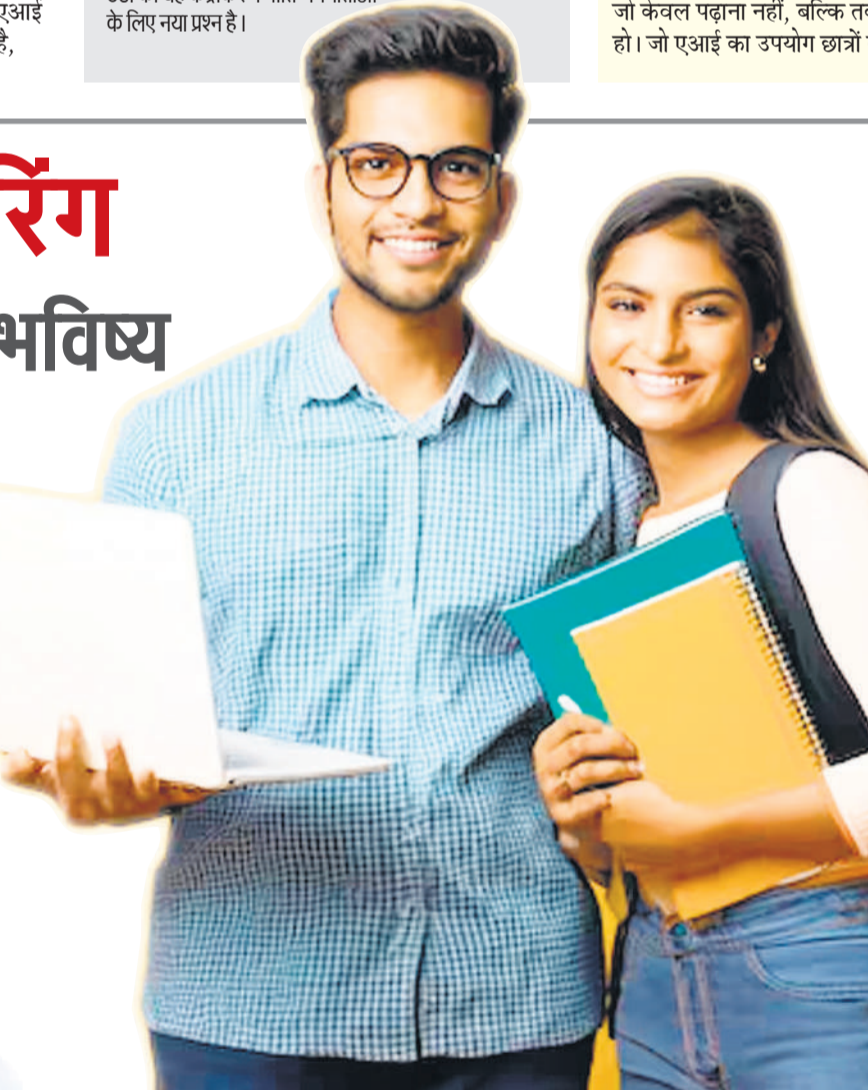 एआई
है,
के लिए नया प्रश्न है।
जो केवल पढ़ाना नहीं, बल्कि
हो। जो एआई का उपयोग छात्रों
रिंग
भविष्य